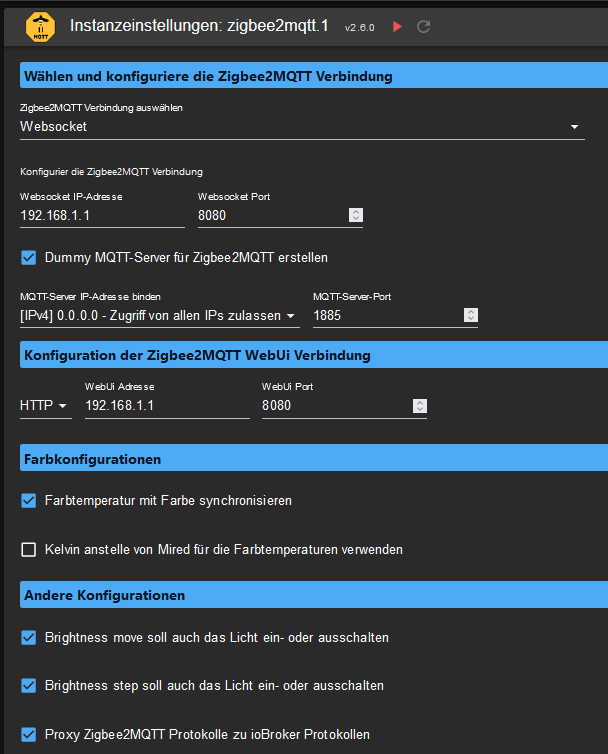 MQTT
Instanzeinstellungen: zigbee2mqtt.1 v2.6.0
Wählen und konfiguriere die Zigbee2MQTT Verbindung
Zigbee2MQTT Verbindung auswählen
Websocket
Konfigurier die Zigbee2MQTT Verbindung
Websocket IP-Adresse Websocket Port
192.168.1.1 8080
Dummy MQTT-Server für Zigbee2MQTT erstellen
MQTT-Server IP-Adresse binden MQTT-Server-Port
[IPv4] 0.0.0.0 - Zugriff von allen IPs zulassen 1885
Konfiguration der Zigbee2MQTT WebUi Verbindung
WebUi Adresse WebUi Port
HTTP 192.168.1.1 8080
Farbkonfigurationen
Farbtemperatur mit Farbe synchronisieren
Kelvin anstelle von Mired für die Farbtemperaturen verwenden
Andere Konfigurationen
Brightness move soll auch das Licht ein- oder ausschalten
Brightness step soll auch das Licht ein- oder ausschalten
Proxy Zigbee2MQTT Protokolle zu ioBroker Protokollen